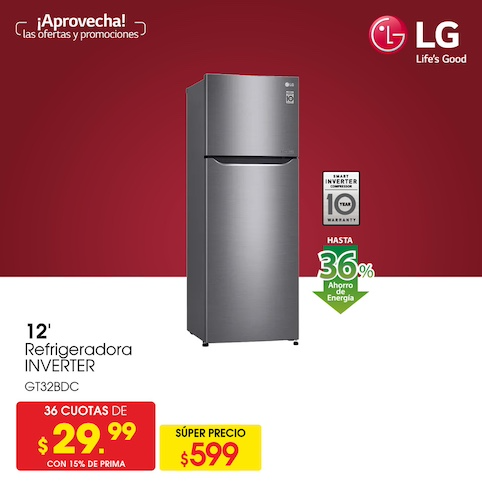 ¡Aprovecha!
las ofertas y promociones
LG
Life's Good
LG
SMART
INVERTER
COMPRESSOR
10 YEAR
WARRANTY
HASTA
36%
Ahorro
de
Energía
12'
Refrigeradora
INVERTER
GT32BDC
36 CUOTAS DE
$29.99
CON 15% DE PRIMA
SÚPER PRECIO
$599